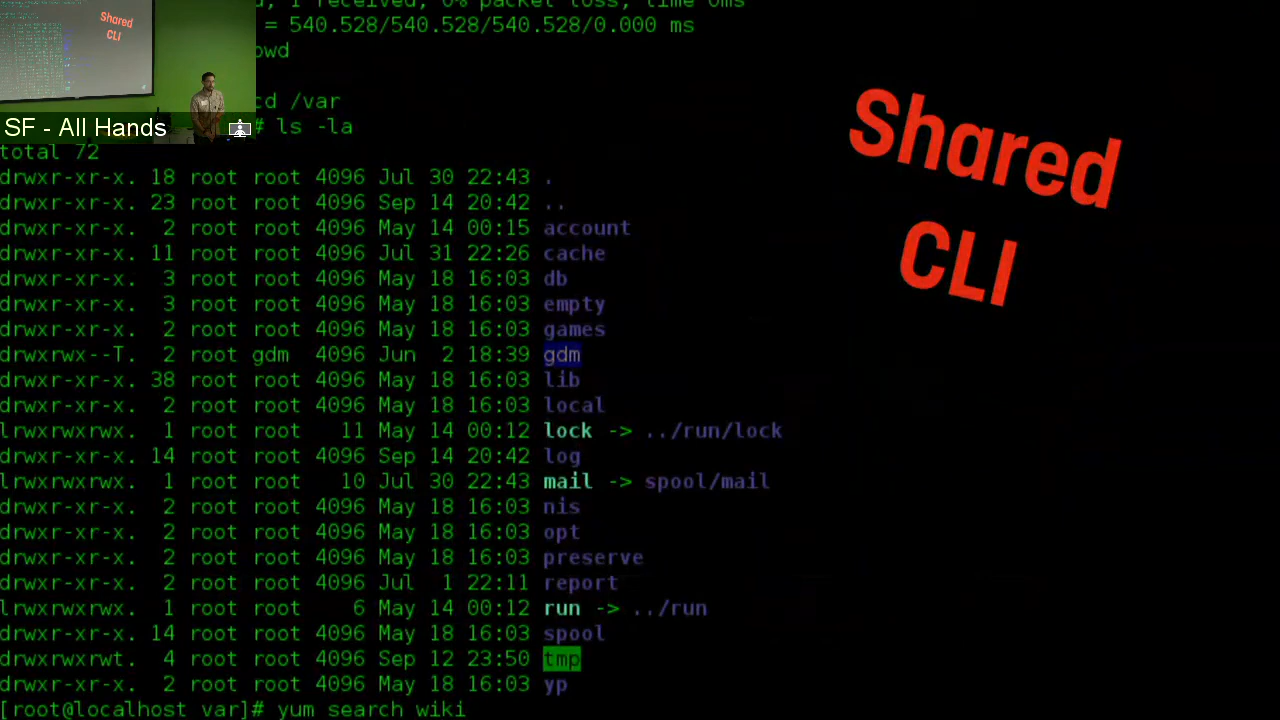 d, 1 received, 0% packet loss, time 0ms
= 540.528/540.528/540.528/0.000 ms
owd
cd /var
# ls -la
total 72
drwxr-xr-x. 18 root root 4096 Jul 30 22:43 .
drwxr-xr-x. 23 root root 4096 Sep 14 20:42 ..
drwxr-xr-x. 2 root root 4096 May 14 00:15 account
drwxr-xr-x. 11 root root 4096 Jul 31 22:26 cache
drwxr-xr-x. 3 root root 4096 May 18 16:03 db
drwxr-xr-x. 3 root root 4096 May 18 16:03 empty
drwxr-xr-x. 2 root root 4096 May 18 16:03 games
drwxrwx--T. 2 root gdm 4096 Jun 2 18:39 gdm
drwxr-xr-x. 38 root root 4096 May 18 16:03 lib
drwxr-xr-x. 2 root root 4096 May 18 16:03 local
lrwxrwxrwx. 1 root root 11 May 14 00:12 lock -> ../run/lock
drwxr-xr-x. 14 root root 4096 Sep 14 20:42 log
lrwxrwxrwx. 1 root root 10 Jul 30 22:43 mail -> spool/mail
drwxr-xr-x. 2 root root 4096 May 18 16:03 nis
drwxr-xr-x. 2 root root 4096 May 18 16:03 opt
drwxr-xr-x. 2 root root 4096 May 18 16:03 preserve
drwxr-xr-x. 2 root root 4096 Jul 1 22:11 report
lrwxrwxrwx. 1 root root 6 May 14 00:12 run -> ../run
drwxr-xr-x. 14 root root 4096 May 18 16:03 spool
drwxrwxrwt. 4 root root 4096 Sep 12 23:50 tmp
drwxr-xr-x. 2 root root 4096 May 18 16:03 yp
[root@localhost var]# yum search wiki
Shared
CLI
Shared
CLI
SF - All Hands